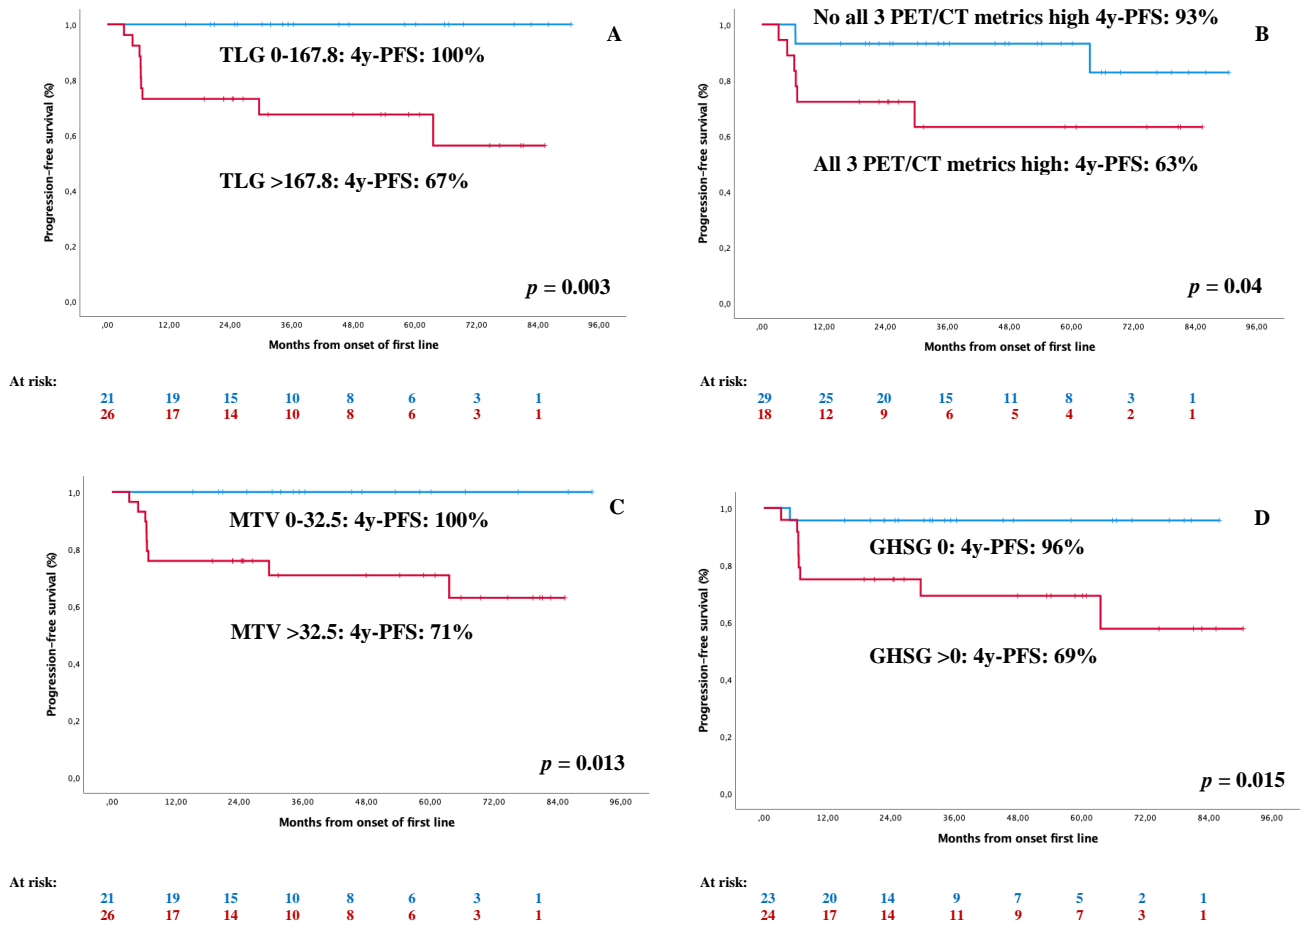 A
1,0
0,8
0,6
0,4
0,2
0,0
Progression-free survival (%)
TLG 0-167.8: 4y-PFS: 100%
TLG >167.8: 4y-PFS: 67%
p = 0.003
,00 12,00 24,00 36,00 48,00 60,00 72,00 84,00 96,00
Months from onset of first line
At risk:
21 19 15 10 8 6 3 1
26 17 14 10 8 6 3 1
No all 3 PET/CT metrics high 4y-PFS: 93%
B
1,0
0,8
0,6
0,4
0,2
0,0
Progression-free survival (%)
All 3 PET/CT metrics high: 4y-PFS: 63%
p = 0.04
,00 12,00 24,00 36,00 48,00 60,00 72,00 84,00 96,00
Months from onset of first line
At risk:
29 25 20 15 11 8 3 1
18 12 9 6 5 4 2 1
C
1,0
0,8
0,6
0,4
0,2
0,0
Progression-free survival (%)
MTV 0-32.5: 4y-PFS: 100%
MTV >32.5: 4y-PFS: 71%
p = 0.013
,00 12,00 24,00 36,00 48,00 60,00 72,00 84,00 96,00
Months from onset of first line
At risk:
21 19 15 10 8 6 3 1
26 17 14 10 8 6 3 1
D
1,0
0,8
0,6
0,4
0,2
0,0
Progression-free survival (%)
GHSG 0: 4y-PFS: 96%
GHSG >0: 4y-PFS: 69%
p = 0.015
,00 12,00 24,00 36,00 48,00 60,00 72,00 84,00 96,00
Months from onset of first line
At risk:
23 20 14 9 7 5 2 1
24 17 14 11 9 7 3 1